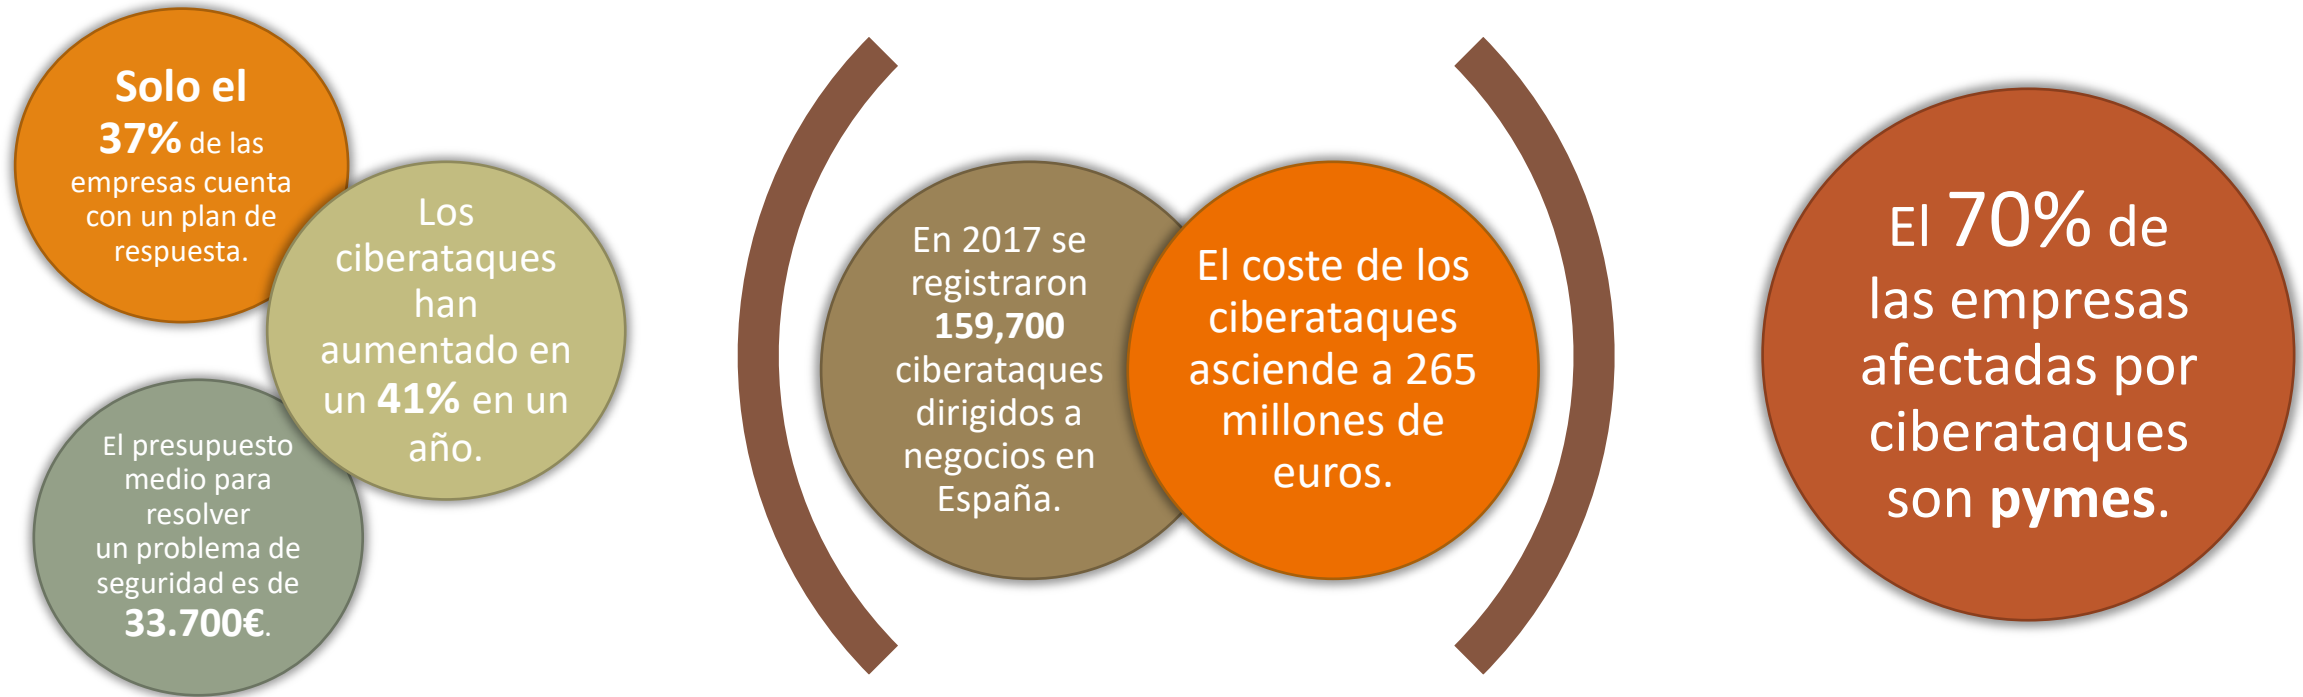 Solo el
37% de las
empresas cuenta
con un plan de
respuesta.
Los
ciberataques
han
aumentado en
un 41% en un
año.
El presupuesto
medio para
resolver
un problema de
seguridad es de
33.700€.
En 2017 se
registraron
159,700
ciberataques
dirigidos a
negocios en
España.
El coste de los
ciberataques
asciende a 265
millones de
euros.
El 70% de
las empresas
afectadas por
ciberataques
son pymes.